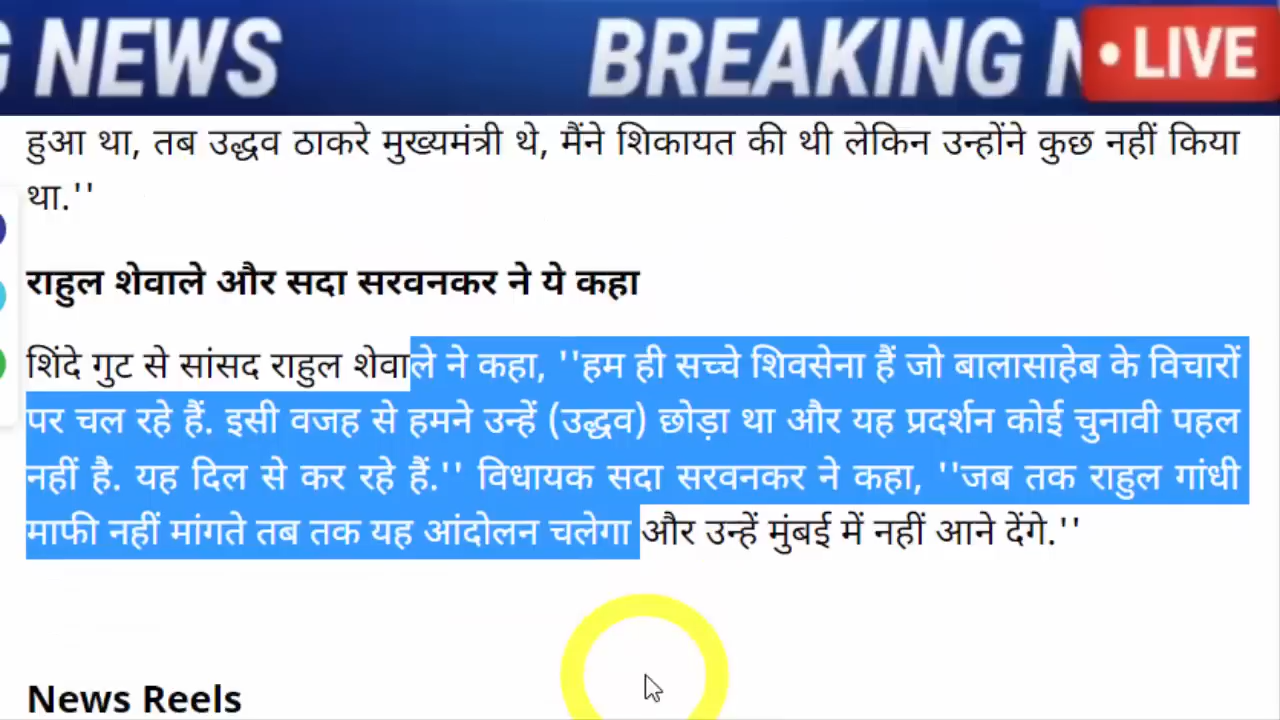 G NEWS BREAKING N • LIVE
हुआ था, तब उद्धव ठाकरे मुख्यमंत्री थे, मैंने शिकायत की थी लेकिन उन्होंने कुछ नहीं किया
था.''
राहुल शेवाले और सदा सरवनकर ने ये कहा
शिंदे गुट से सांसद राहुल शेवाले ने कहा, ''हम ही सच्चे शिवसेना हैं जो बालासाहेब के विचारों
पर चल रहे हैं. इसी वजह से हमने उन्हें (उद्धव) छोड़ा था और यह प्रदर्शन कोई चुनावी पहल
नहीं है. यह दिल से कर रहे हैं.'' विधायक सदा सरवनकर ने कहा, ''जब तक राहुल गांधी
माफी नहीं मांगते तब तक यह आंदोलन चलेगा और उन्हें मुंबई में नहीं आने देंगे.''
News Reels